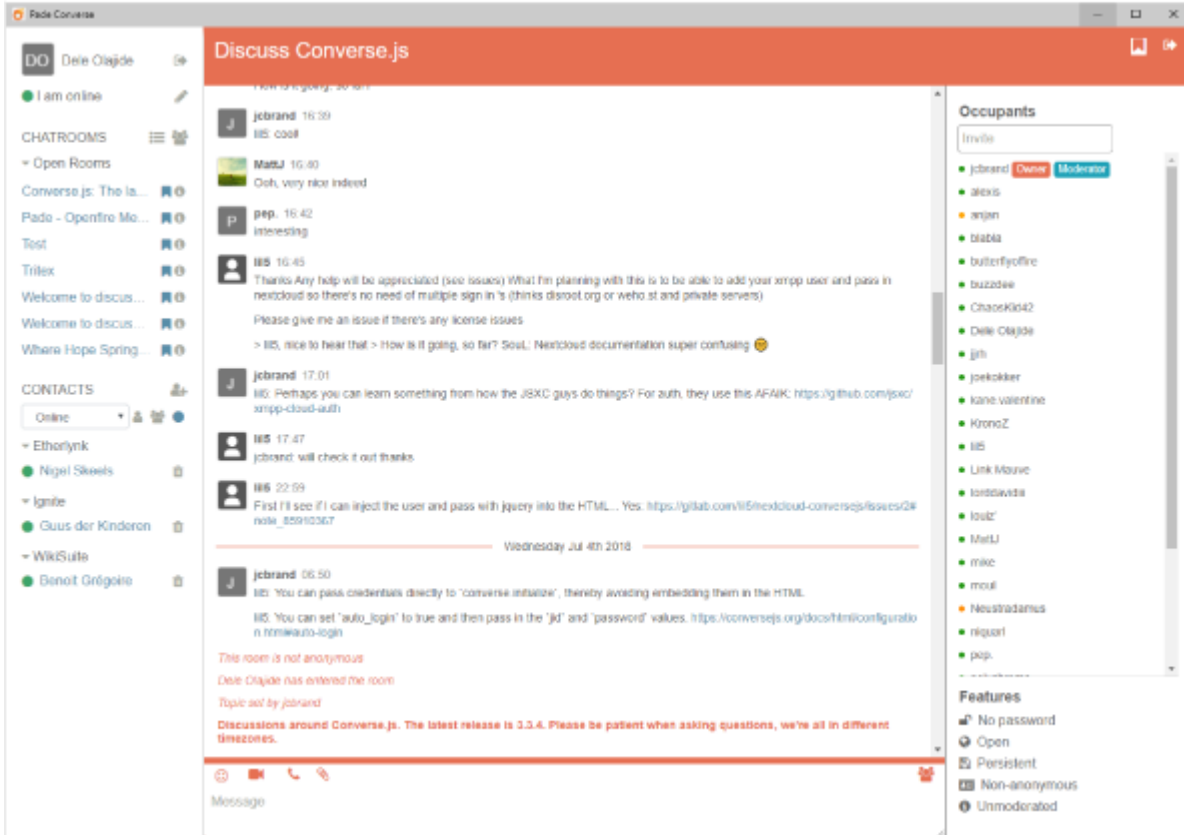 Pade Converse
DO Dele Olajide
I am online
CHATROOMS
Open Rooms
Converse.js: The la...
Pade - Openfire Me...
Test
Tritex
Welcome to discus...
Welcome to discus...
Where Hope Spring...
CONTACTS
Online
Etherlynk
Nigel Skeels
Ignite
Guus der Kinderen
WikiSuite
Benoit Grégoire
Discuss Converse.js
How is it going, so far?
J jcbrand 16:39
lil5: cool!
MattJ 16:40
Ooh, very nice indeed
P pep. 16:42
interesting
lil5 16:45
Thanks Any help will be appreciated (see issues) What I'm planning with this is to be able to add your xmpp user and pass in
nextcloud so there's no need of multiple sign in 's (thinks disroot.org or weho.st and private servers)
Please give me an issue if there's any license issues
> lil5, nice to hear that > How is it going, so far? SouL: Nextcloud documentation super confusing
J jcbrand 17:01
lil5: Perhaps you can learn something from how the JSXC guys do things? For auth, they use this AFAIK: https://github.com/jsxc/
xmpp-cloud-auth
lil5 17:47
jcbrand: will check it out thanks
lil5 22:59
First I'll see if I can inject the user and pass with jquery into the HTML... Yes: https://gitlab.com/lil5/nextcloud-conversejs/issues/2#
note_85910367
Wednesday Jul 4th 2018
J jcbrand 06:50
lil5: You can pass credentials directly to `converse.initialize`, thereby avoiding embedding them in the HTML
lil5: You can set `auto_login` to true and then pass in the `jid` and `password` values. https://conversejs.org/docs/html/configuratio
n.html#auto-login
This room is not anonymous
Dele Olajide has entered the room
Topic set by jcbrand
Discussions around Converse.js. The latest release is 3.3.4. Please be patient when asking questions, we're all in different
timezones.
Message
Occupants
Invite
jcbrand Owner Moderator
alexis
anjan
blabla
butterflyoffire
buzzdee
ChaosKid42
Dele Olajide
jjrh
joekokker
kane.valentine
KronoZ
lil5
Link Mauve
lorddavidiii
louiz'
MattJ
mike
moul
Neustradamus
niquarl
pep.
Features
No password
Open
Persistent
Non-anonymous
Unmoderated